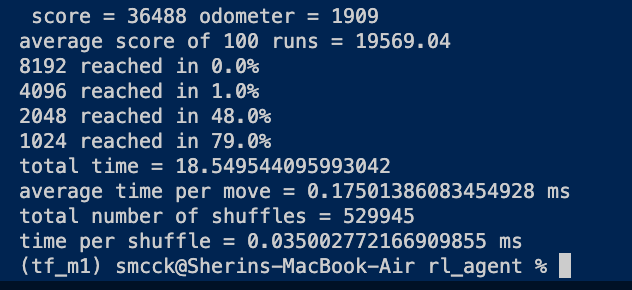 score = 36488 odometer = 1909
average score of 100 runs = 19569.04
8192 reached in 0.0%
4096 reached in 1.0%
2048 reached in 48.0%
1024 reached in 79.0%
total time = 18.549544095993042
average time per move = 0.17501386083454928 ms
total number of shuffles = 529945
time per shuffle = 0.035002772166909855 ms
(tf_m1) smcck@Sherins-MacBook-Air rl_agent %